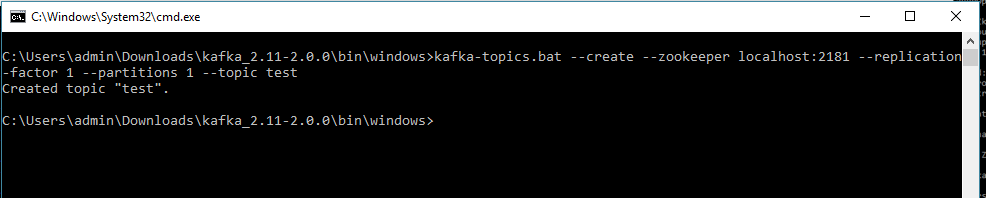 C:\Windows\System32\cmd.exe
C:\Users\admin\Downloads\kafka_2.11-2.0.0\bin\windows>kafka-topics.bat --create --zookeeper localhost:2181 --replication
-factor 1 --partitions 1 --topic test
Created topic "test".
C:\Users\admin\Downloads\kafka_2.11-2.0.0\bin\windows>